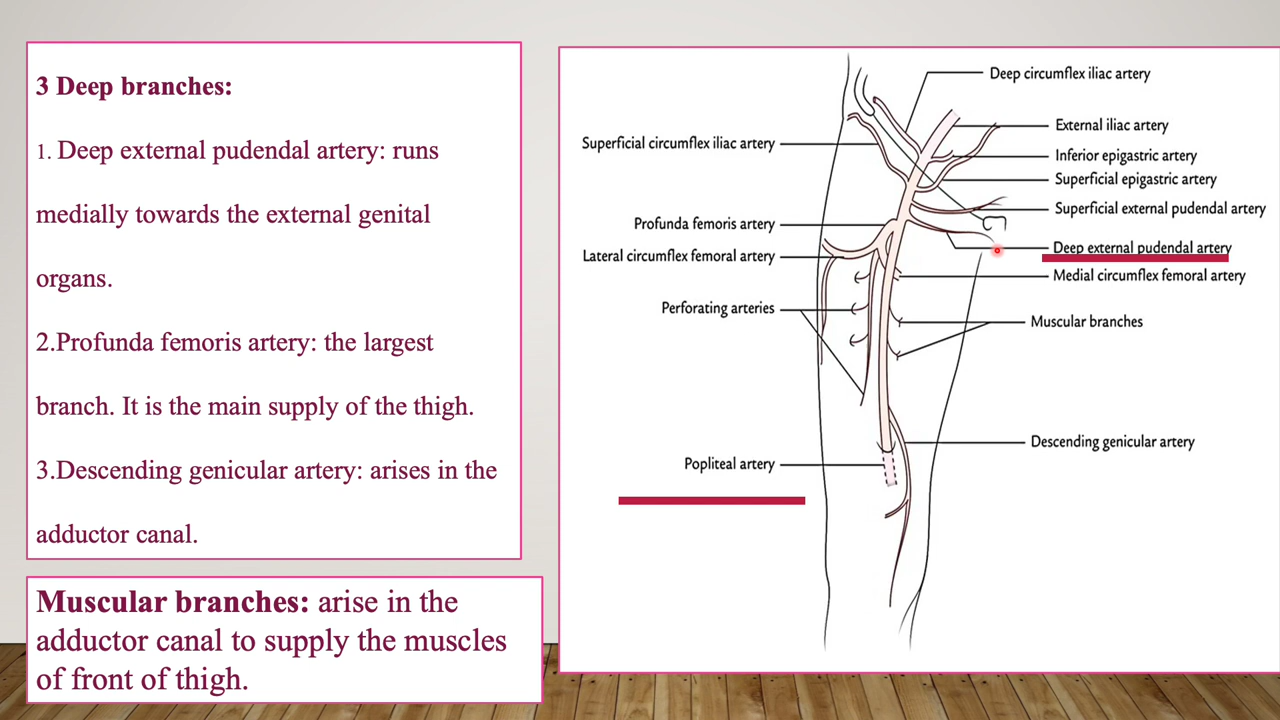 3 Deep branches:
1. Deep external pudendal artery: runs
medially towards the external genital
organs.
2.Profunda femoris artery: the largest
branch. It is the main supply of the thigh.
3.Descending genicular artery: arises in the
adductor canal.
Muscular branches: arise in the
adductor canal to supply the muscles
of front of thigh.
Deep circumflex iliac artery
External iliac artery
Superficial circumflex iliac artery
Inferior epigastric artery
Superficial epigastric artery
Superficial external pudendal artery
Profunda femoris artery
Deep external pudendal artery
Lateral circumflex femoral artery
Medial circumflex femoral artery
Perforating arteries
Muscular branches
Descending genicular artery
Popliteal artery